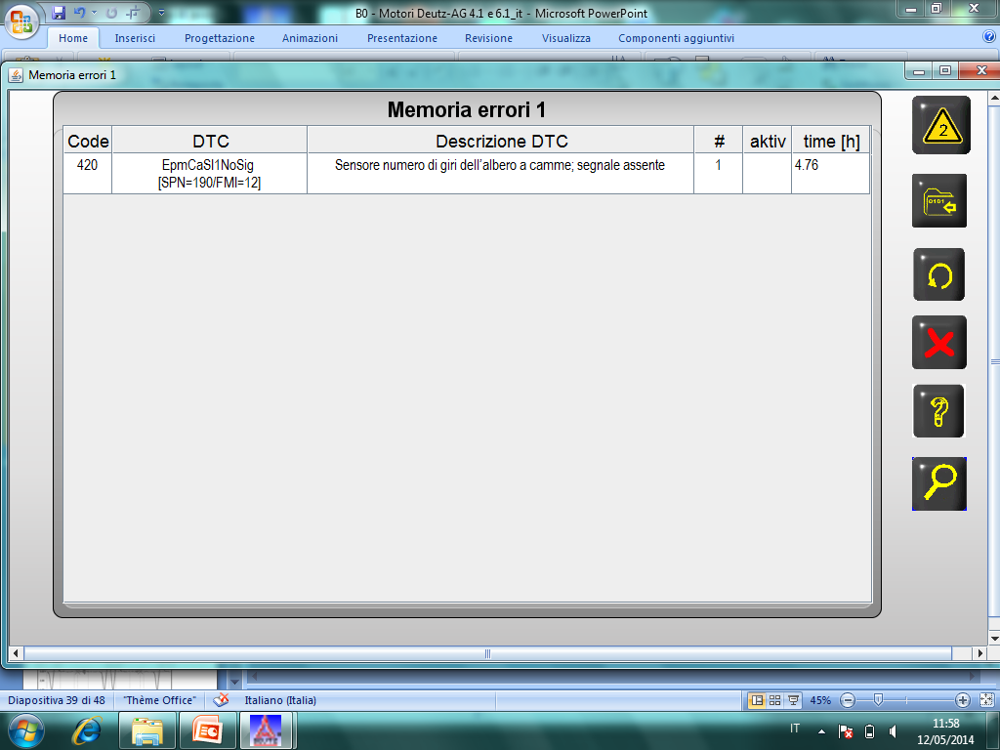 B0 - Motori Deutz-AG 4.1 e 6.1_it - Microsoft PowerPoint
Home Inserisci Progettazione Animazioni Presentazione Revisione Visualizza Componenti aggiuntivi
Memoria errori 1
Memoria errori 1
Code DTC Descrizione DTC # aktiv time [h]
420 EpmCaSI1NoSig Sensore numero di giri dell'albero a camme; segnale assente 1 4.76
[SPN=190/FMI=12]
2
0101
Diapositiva 39 di 48 "Thème Office" Italiano (Italia) 45%
IT
11:58
12/05/2014